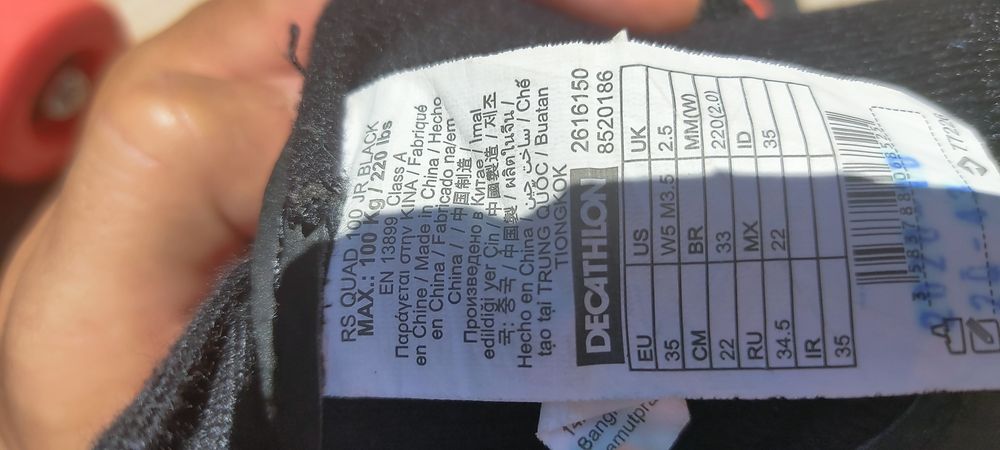 RS QUAD 100 JR BLACK
MAX.: 100 Kg / 220 lbs
EN 13899 Class A
Παράγεται στην ΚΙΝΑ / Fabriqué
en Chine / Made in China / Hecho
en China / Fabricado na/em
China / / 中国制造 /
Произведено в Китае / Imal
edildiği yer Çin / 中國製造 / 제조
국: 중국 / 中国製 / ผลิตในจีน /
Hecho en China / ساخت چین / Chế
tạo tại TRUNG QUỐC / Buatan
TIONGKOK
DECATHLON 2616150
8520186
EU US UK
35 W5 M3.5 2.5
CM BR MM(W)
22 33 220(2.0)
RU MX ID
34.5 22 35
IR
35